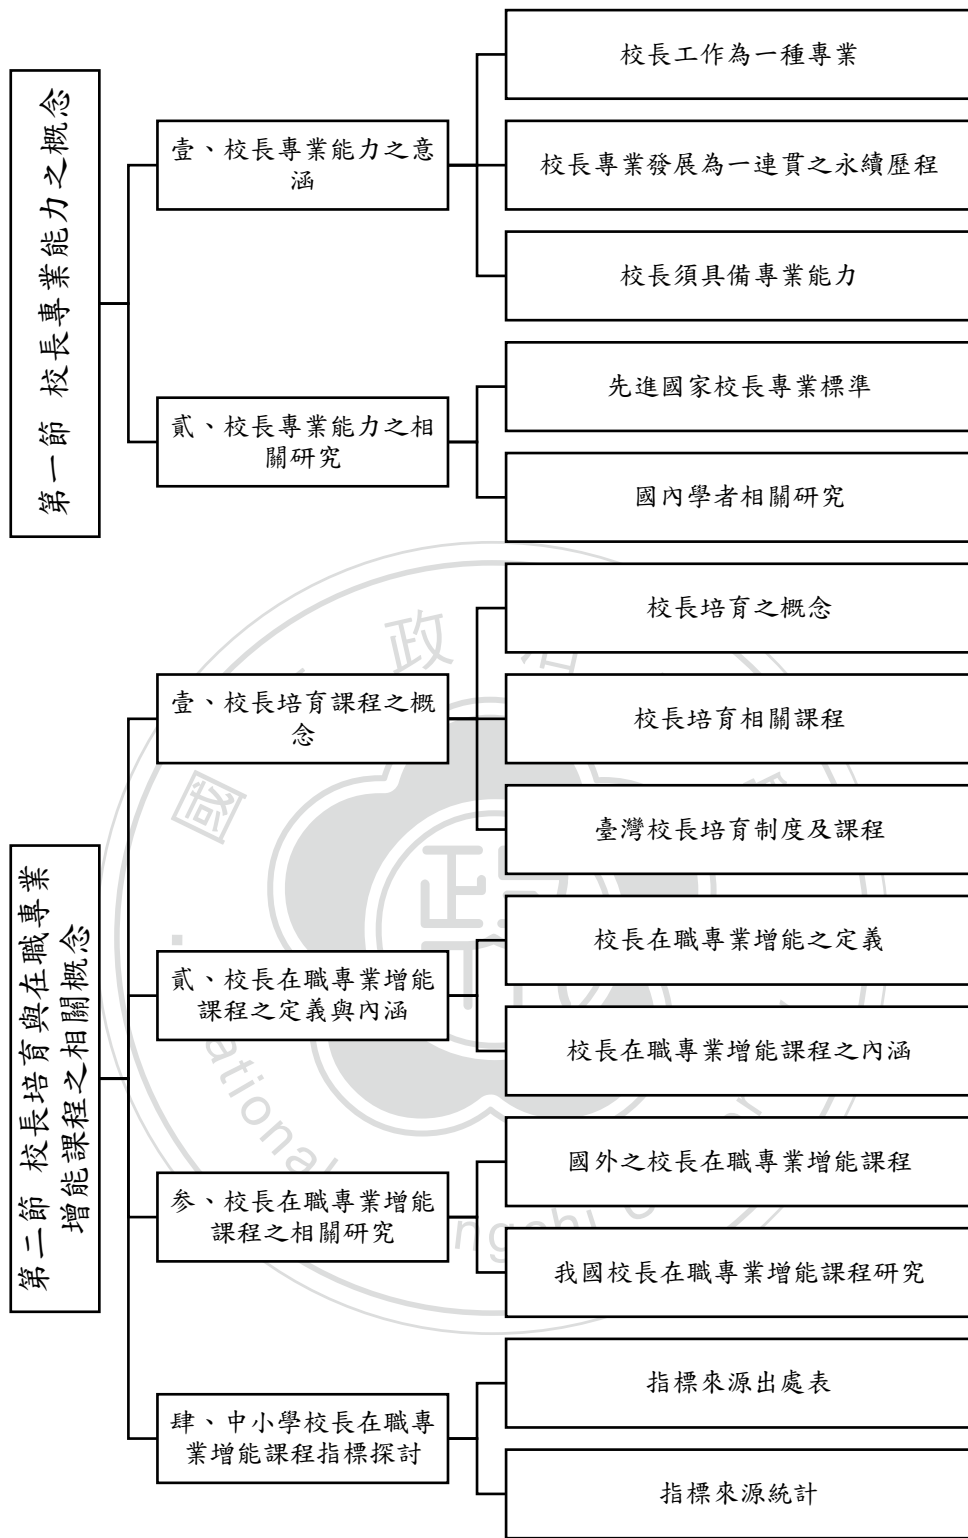 第一節 校長專業能力之概念
壹、校長專業能力之意
涵
校長工作為一種專業
校長專業發展為一連貫之永續歷程
校長須具備專業能力
貳、校長專業能力之相
關研究
先進國家校長專業標準
國內學者相關研究
第二節 校長培育與在職專業
增能課程之相關概念
壹、校長培育課程之概
念
校長培育之概念
校長培育相關課程
臺灣校長培育制度及課程
貳、校長在職專業增能
課程之定義與內涵
校長在職專業增能之定義
校長在職專業增能課程之內涵
參、校長在職專業增能
課程之相關研究
國外之校長在職專業增能課程
我國校長在職專業增能課程研究
肆、中小學校長在職專
業增能課程指標探討
指標來源出處表
指標來源統計
國
政